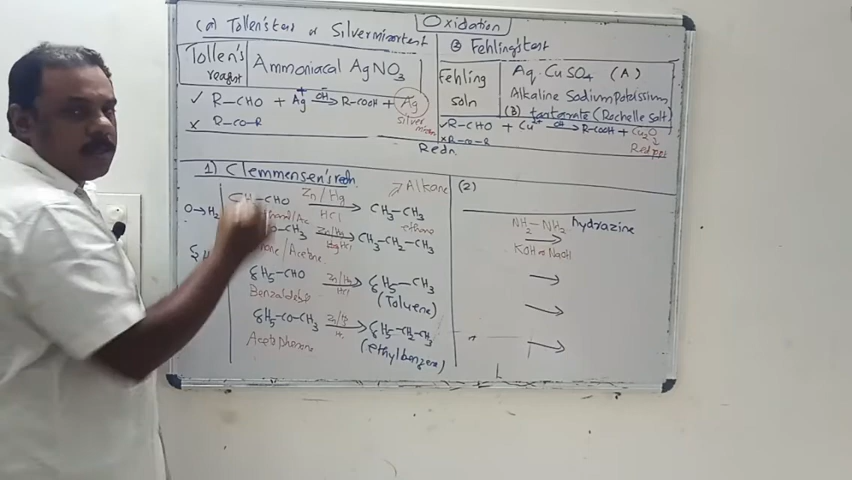 Oxidation
(a) Tollen's test or Silvermirror test
Tollen's reagent
Ammoniacal AgNO3
✓ R-CHO + Ag+ OH- → R-COOH + Ag
silver mirror
x R-CO-R
② Fehling's test
Fehling soln
Aq. CuSO4 (A)
Alkaline Sodium Potassium
(B) tartarate (Rochelle salt)
✓ R-CHO + Cu2+ OH → R-COOH + Cu2O
Red ppt
x R-CO-R
Redn.
1) Clemmensen's redn.
O→H2
CHO Zn/Hg HCl → CH3-CH3
Alkane
ethane
CH3 Zn/Hg HCl → CH3-CH2-CH3
/Acetone
C6H5-CHO Zn/Hg HCl → C6H5-CH3
Benzaldehyde
(Toluene)
C6H5-CO-CH3 Zn/Hg → C6H5-CH2-CH3
Acetophenone
(ethylbenzene)
(2)
NH2-NH2 hydrazine
KOH or NaOH